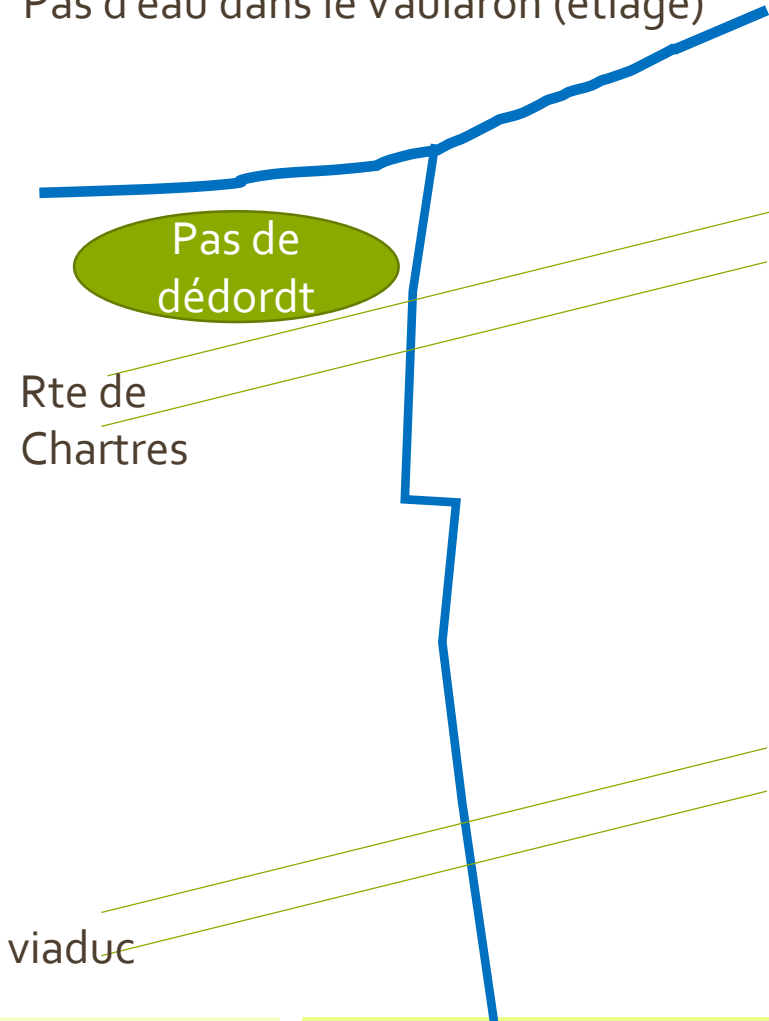 Pas d'eau dans le Vaularon (étiage)
Pas de
dédordt
Rte de
Chartres
viaduc